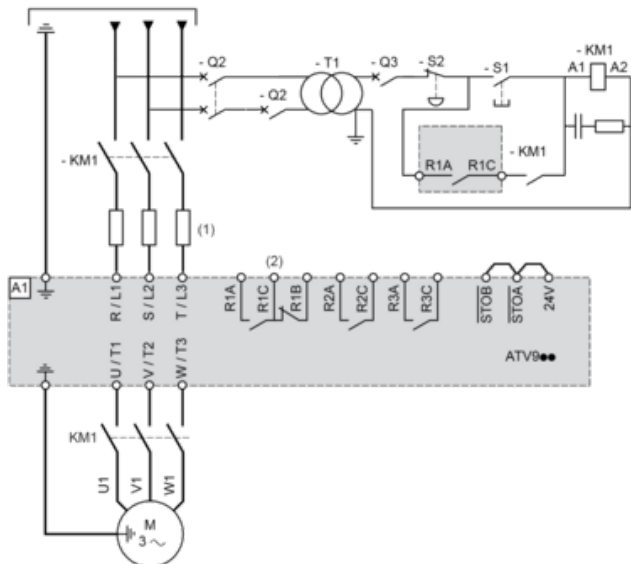 - Q2
- T1
- Q3
- S2
- S1
- KM1
A1
A2
- Q2
- KM1
R1A
R1C
- KM1
(1)
(2)
A1
R / L1
S / L2
T / L3
R1A
R1C
R1B
R2A
R2C
R3A
R3C
STOB
STOA
24V
U / T1
V / T2
W / T3
ATV9●●
KM1
U1
V1
W1
M
3 ~